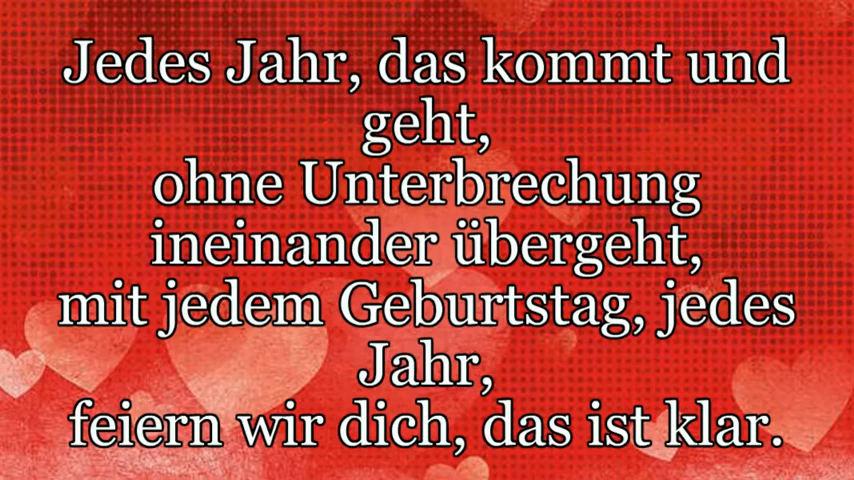 Jedes Jahr, das kommt und
geht,
ohne Unterbrechung
ineinander übergeht,
mit jedem Geburtstag, jedes
Jahr,
feiern wir dich, das ist klar.